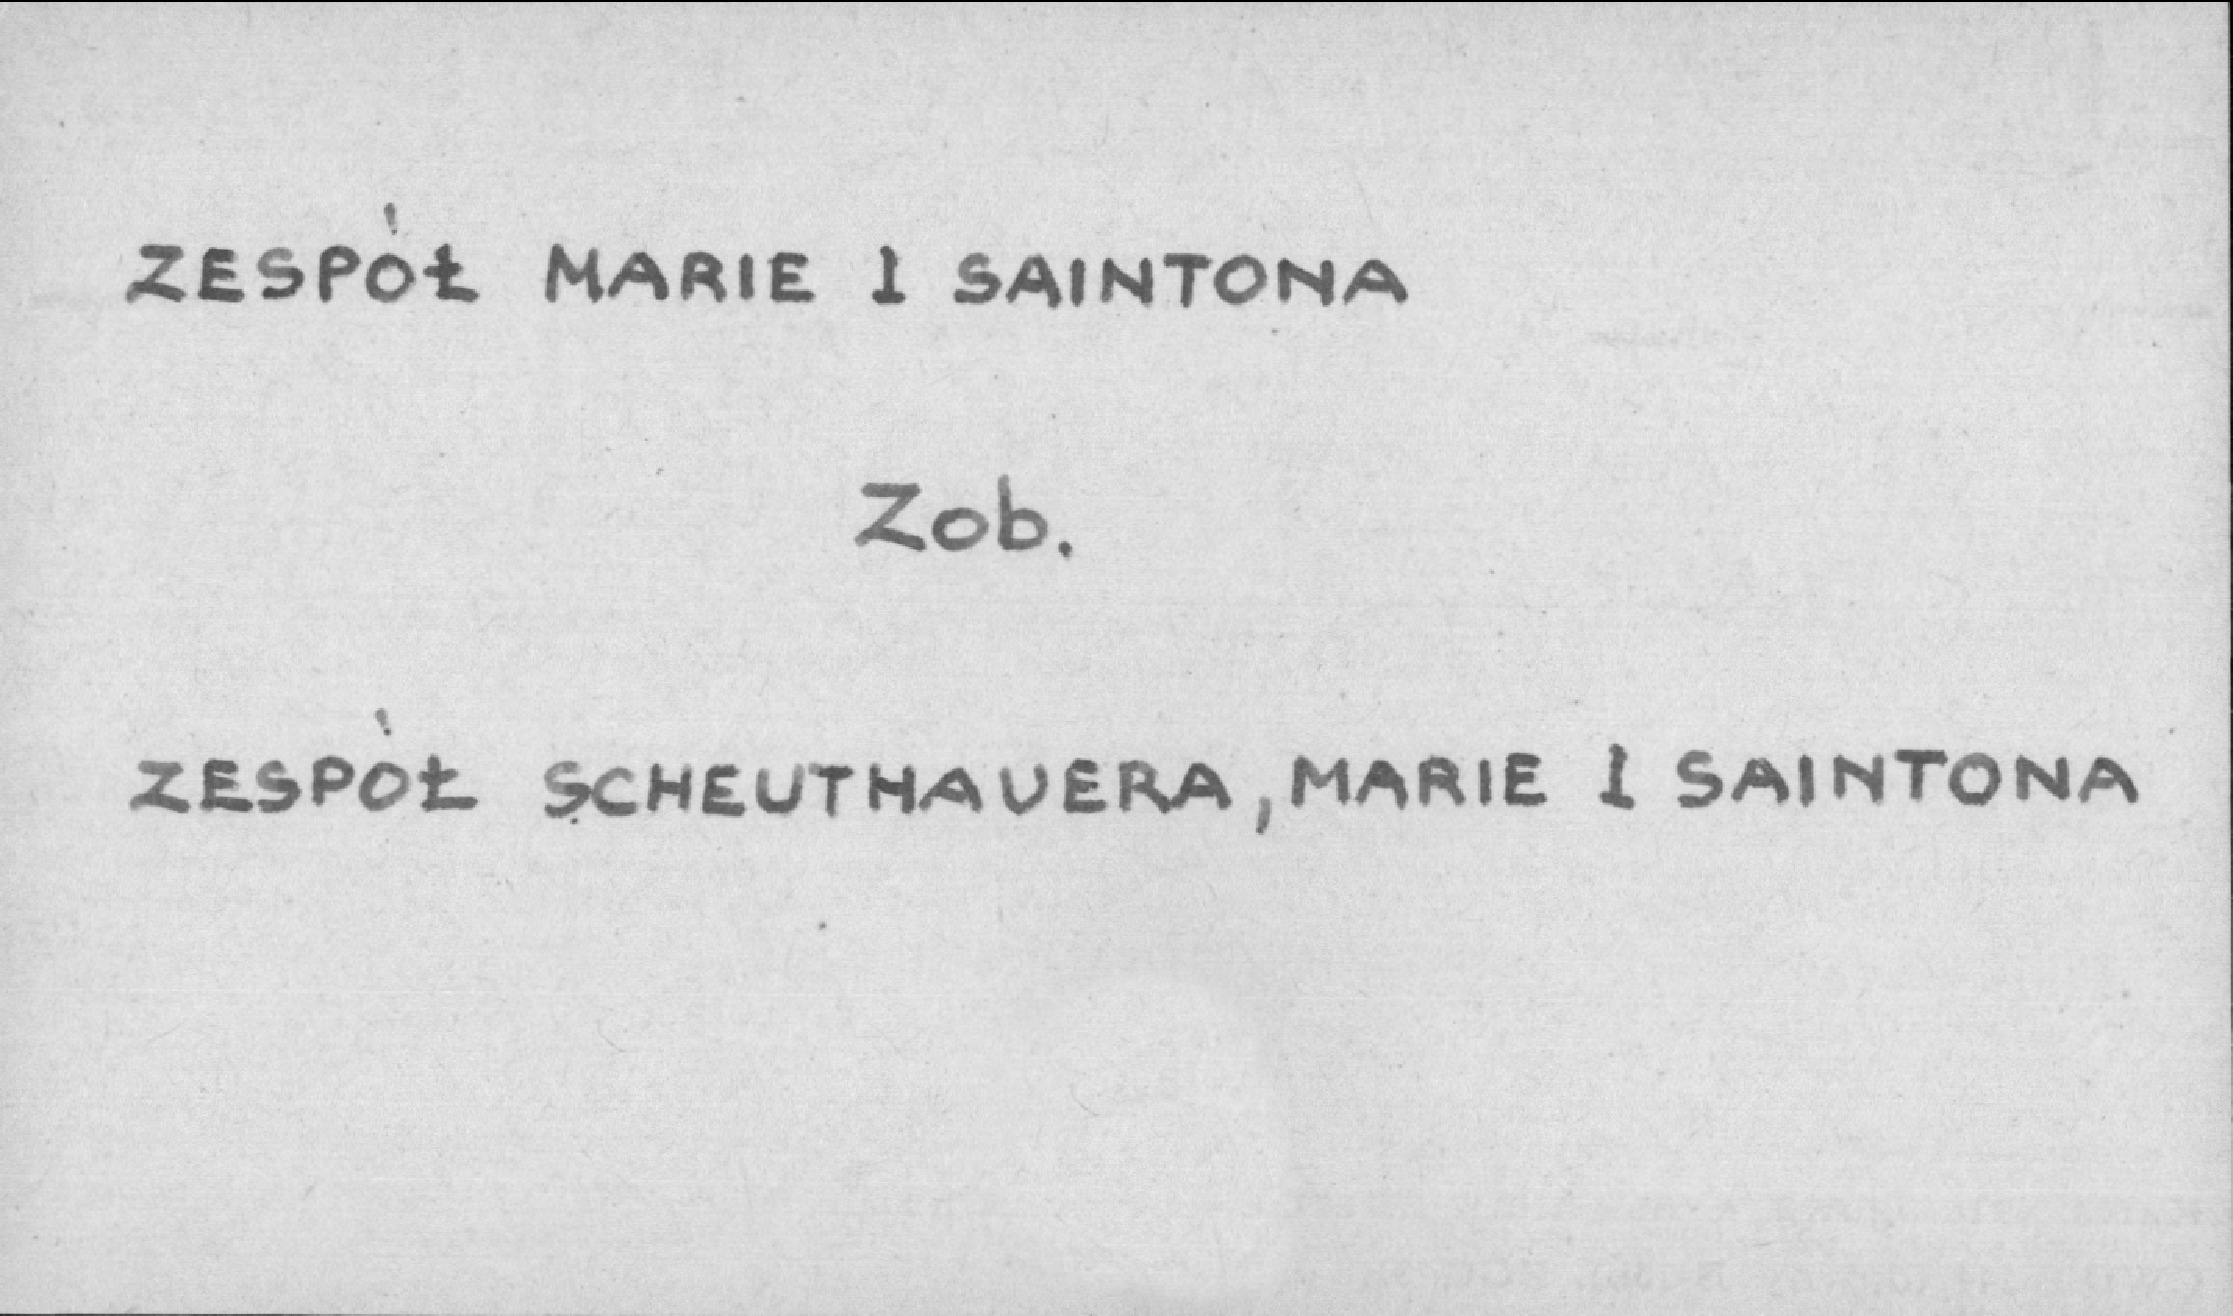 ZESPÓŁ MARIE I SAINTONA
Zob.
ZESPÓŁ SCHEUTHAUERA, MARIE I SAINTONA